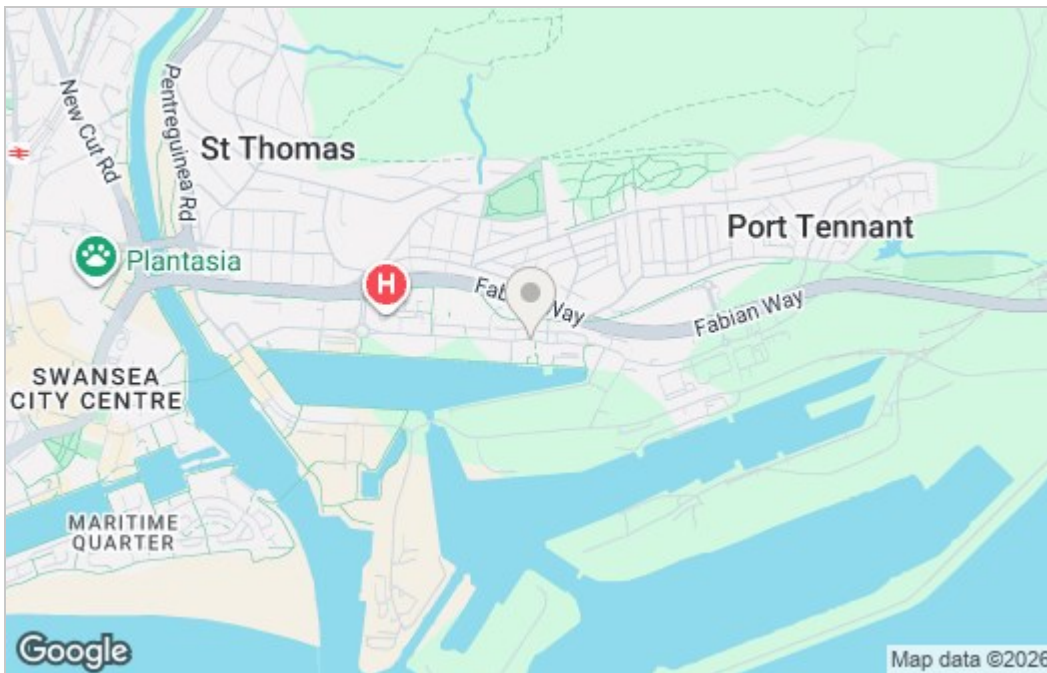 New Cut Rd
Pentreguinea Rd
St Thomas
Port Tennant
Plantasia
H
Fabian Way
Fabian Way
SWANSEA
CITY CENTRE
MARITIME
QUARTER
Google
Map data ©2026